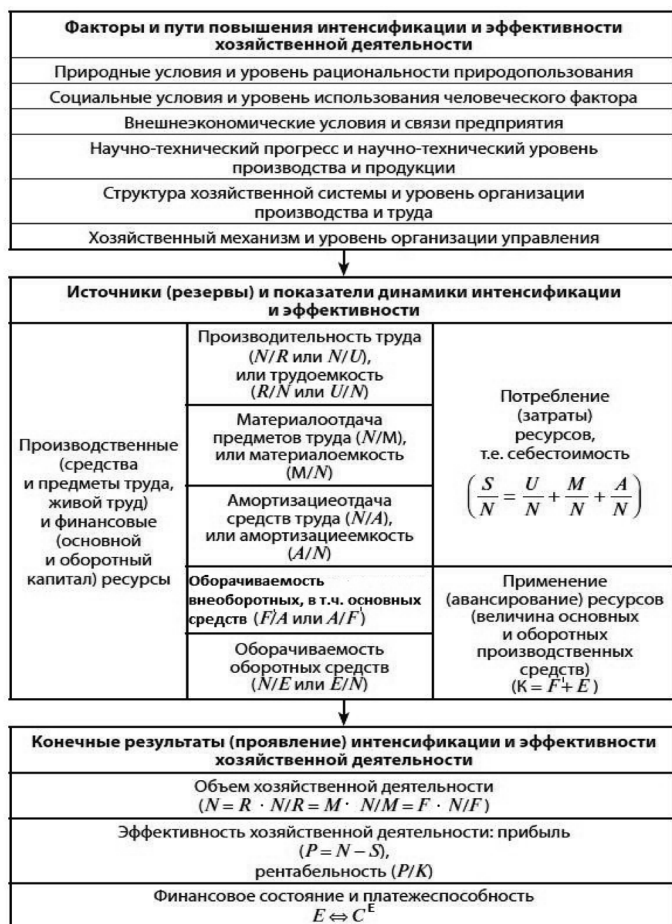 Факторы и пути повышения интенсификации и эффективности
хозяйственной деятельности
Природные условия и уровень рациональности природопользования
Социальные условия и уровень использования человеческого фактора
Внешнеэкономические условия и связи предприятия
Научно-технический прогресс и научно-технический уровень
производства и продукции
Структура хозяйственной системы и уровень организации
производства и труда
Хозяйственный механизм и уровень организации управления
Источники (резервы) и показатели динамики интенсификации
и эффективности
Производственные
(средства
и предметы труда,
живой труд)
и финансовые
(основной
и оборотный
капитал) ресурсы
Производительность труда
(N/R или N/U),
или трудоемкость
(R/N или U/N)
Материалоотдача
предметов труда (N/M),
или материалоемкость
(M/N)
Амортизациеотдача
средств труда (N/A),
или амортизациеемкость
(A/N)
Оборачиваемость
внеоборотных, в т.ч. основных
средств (F'/A или A/F')
Оборачиваемость
оборотных средств
(N/E или E/N)
Потребление
(затраты)
ресурсов,
т.е. себестоимость
(S/N = U/N + M/N + A/N)
Применение
(авансирование) ресурсов
(величина основных
и оборотных
производственных
средств)
(K = F' + E)
Конечные результаты (проявление) интенсификации и эффективности
хозяйственной деятельности
Объем хозяйственной деятельности
(N = R · N/R = M · N/M = F · N/F)
Эффективность хозяйственной деятельности: прибыль
(P = N – S),
рентабельность (P/K)
Финансовое состояние и платежеспособность
E ⇔ C^E